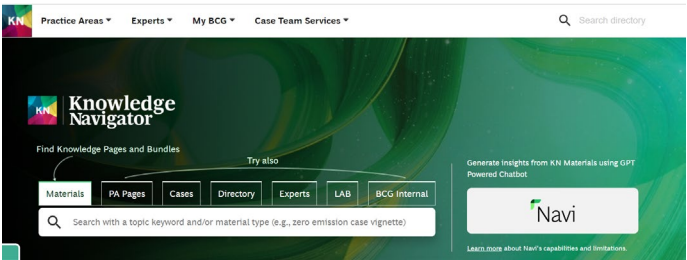 KN Practice Areas Experts My BCG Case Team Services Search directory
KN Knowledge
Navigator
Find Knowledge Pages and Bundles
Try also
Materials PA Pages Cases Directory Experts LAB BCG Internal
Search with a topic keyword and/or material type (e.g., zero emission case vignette)
Generate insights from KN Materials using GPT
Powered Chatbot
Navi
Learn more about Navi's capabilities and limitations.